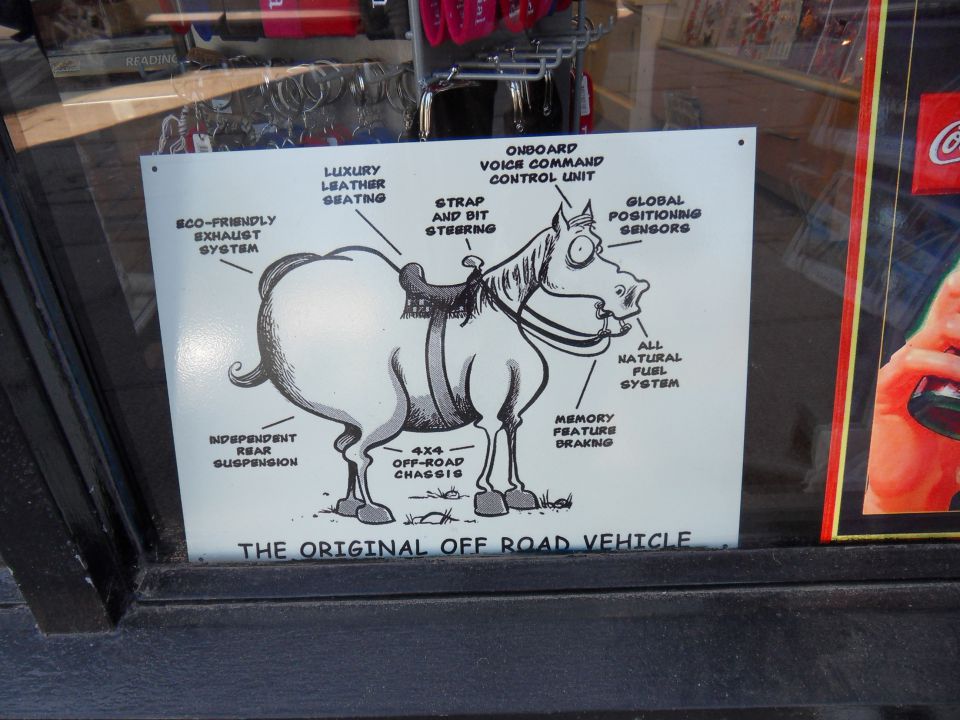 READING
ONBOARD
VOICE COMMAND
CONTROL UNIT
LUXURY
LEATHER
SEATING
STRAP
AND BIT
STEERING
GLOBAL
POSITIONING
SENSORS
ECO-FRIENDLY
EXHAUST
SYSTEM
ALL
NATURAL
FUEL
SYSTEM
MEMORY
FEATURE
BRAKING
INDEPENDENT
REAR
SUSPENSION
4X4
OFF-ROAD
CHASSIS
THE ORIGINAL OFF ROAD VEHICLE